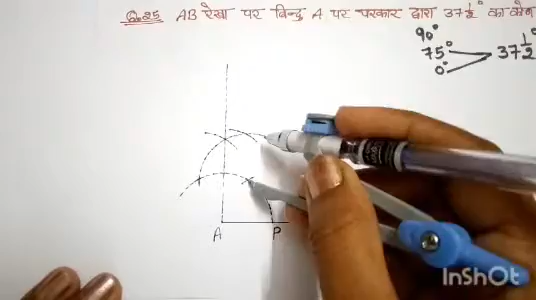 Q.25 AB रेखा पर बिन्दु A पर परकार द्वारा 37½° का कोण
90°
75°
0°
37½°
A
P
InShOt